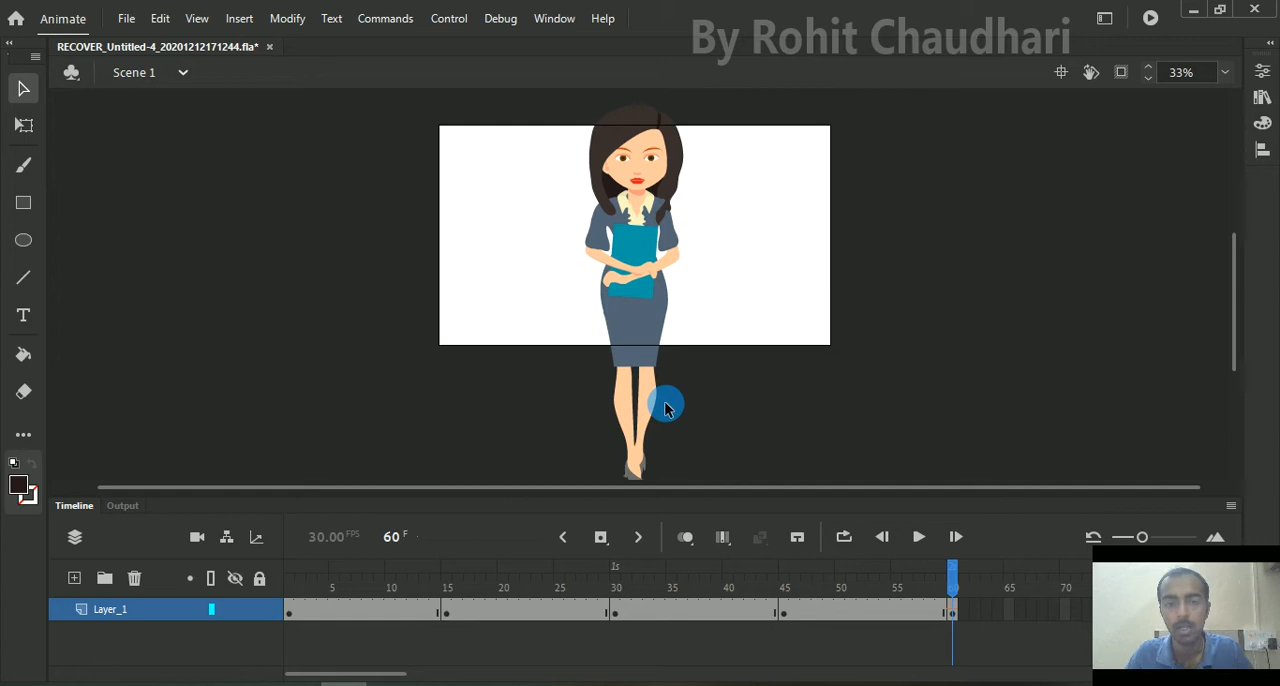 Animate File Edit View Insert Modify Text Commands Control Debug Window Help
By Rohit Chaudhari
RECOVER_Untitled-4_20201212171244.fla* ×
Scene 1 33%
T
Timeline Output
30.00 FPS 60 F
1s 2s
5 10 15 20 25 30 35 40 45 50 55 65 70
Layer_1